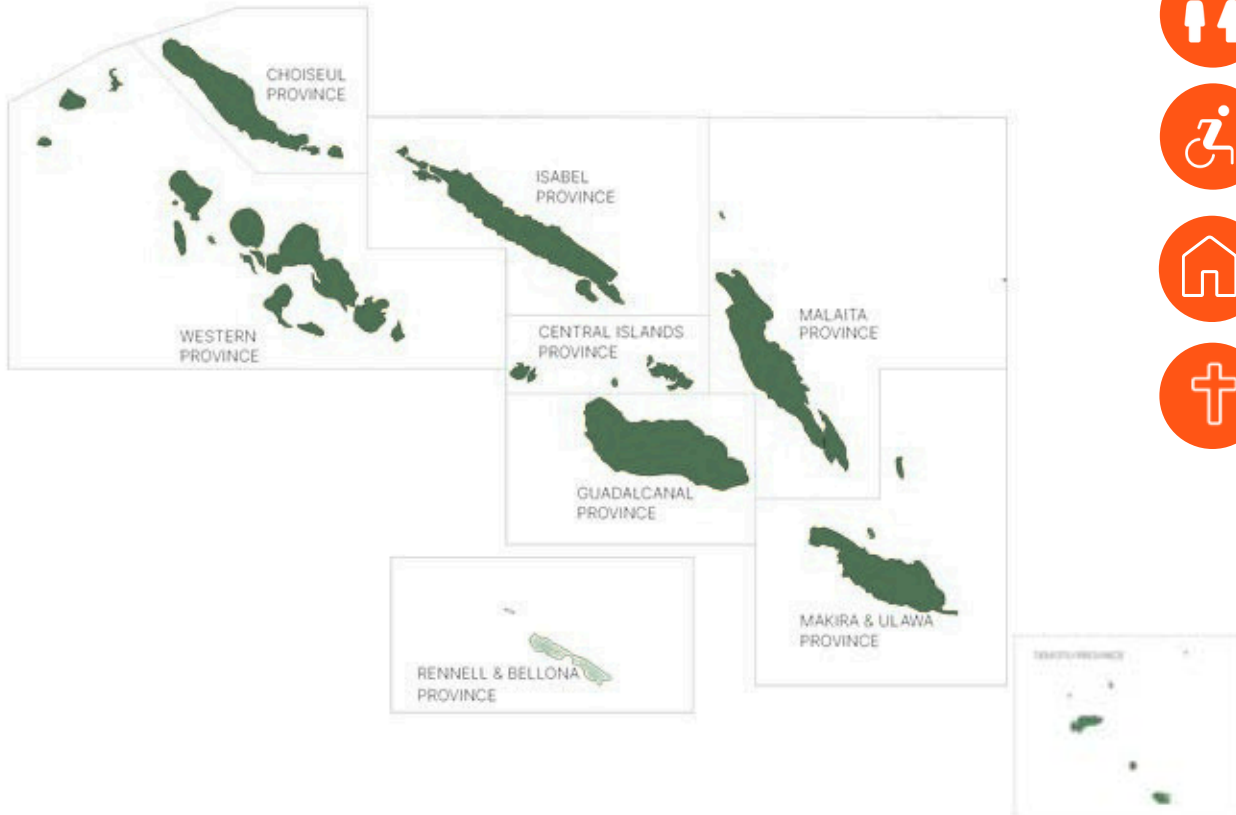 CHOISEUL
PROVINCE
ISABEL
PROVINCE
WESTERN
PROVINCE
CENTRAL ISLANDS
PROVINCE
MALAITA
PROVINCE
GUADALCANAL
PROVINCE
MAKIRA & ULAWA
PROVINCE
RENNELL & BELLONA
PROVINCE
PROVINCE